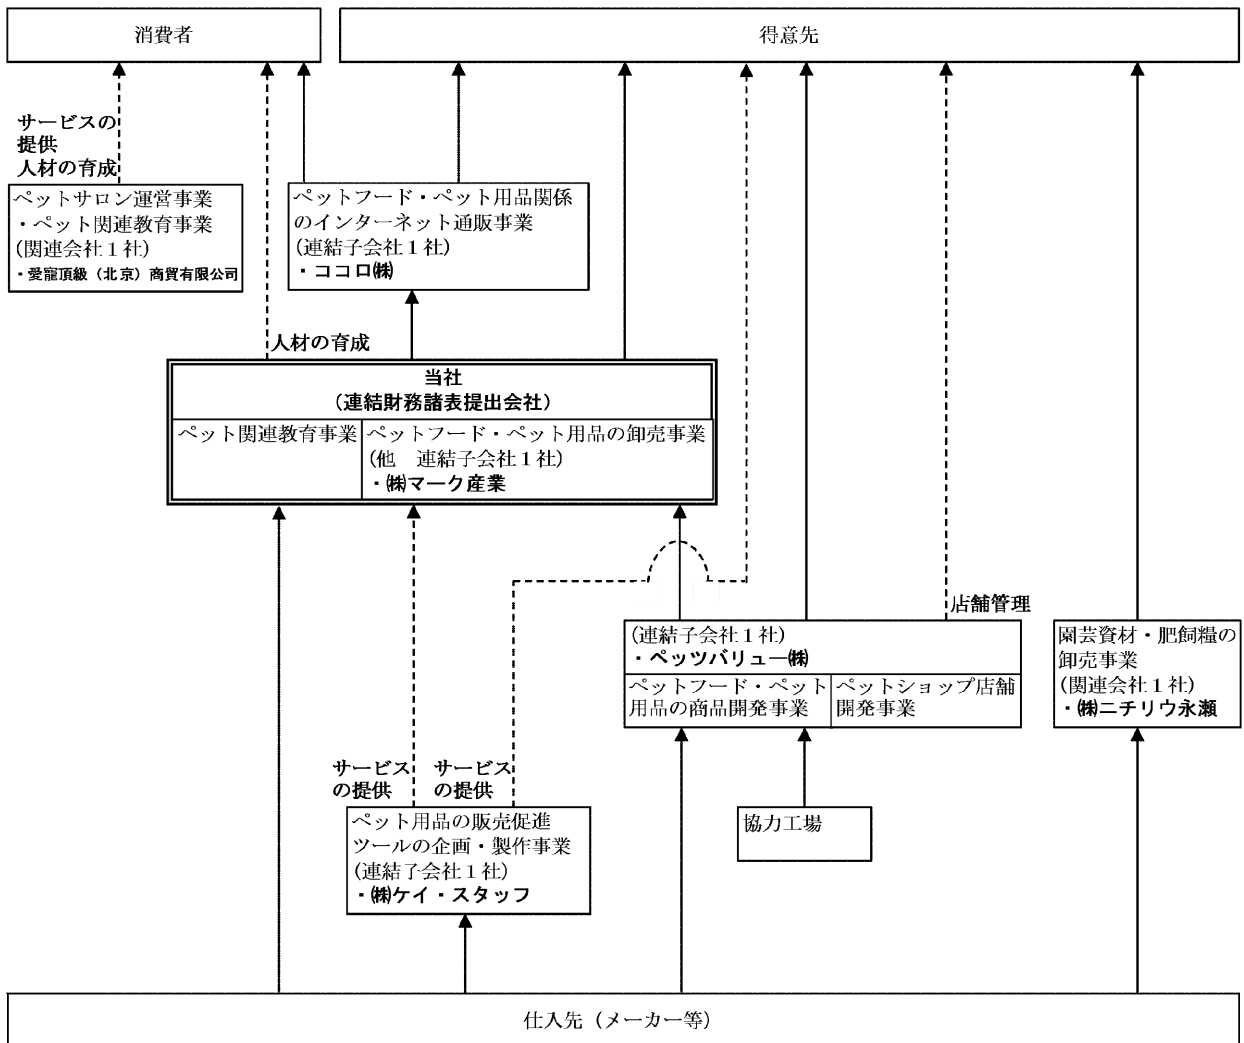 消費者
得意先
サービスの
提供
人材の育成
ペットサロン運営事業
・ペット関連教育事業
(関連会社１社)
・愛寵頂級（北京）商貿有限公司
ペットフード・ペット用品関係
のインターネット通販事業
(連結子会社１社)
・ココロ㈱
人材の育成
当社
（連結財務諸表提出会社）
ペット関連教育事業
ペットフード・ペット用品の卸売事業
(他　連結子会社１社)
・㈱マーク産業
店舗管理
(連結子会社１社)
・ペッツバリュー㈱
ペットフード・ペット
用品の商品開発事業
ペットショップ店舗
開発事業
園芸資材・肥飼糧の
卸売事業
(関連会社１社)
・㈱ニチリウ永瀬
サービス
の提供
サービス
の提供
ペット用品の販売促進
ツールの企画・製作事業
(連結子会社１社)
・㈱ケイ・スタッフ
協力工場
仕入先（メーカー等）